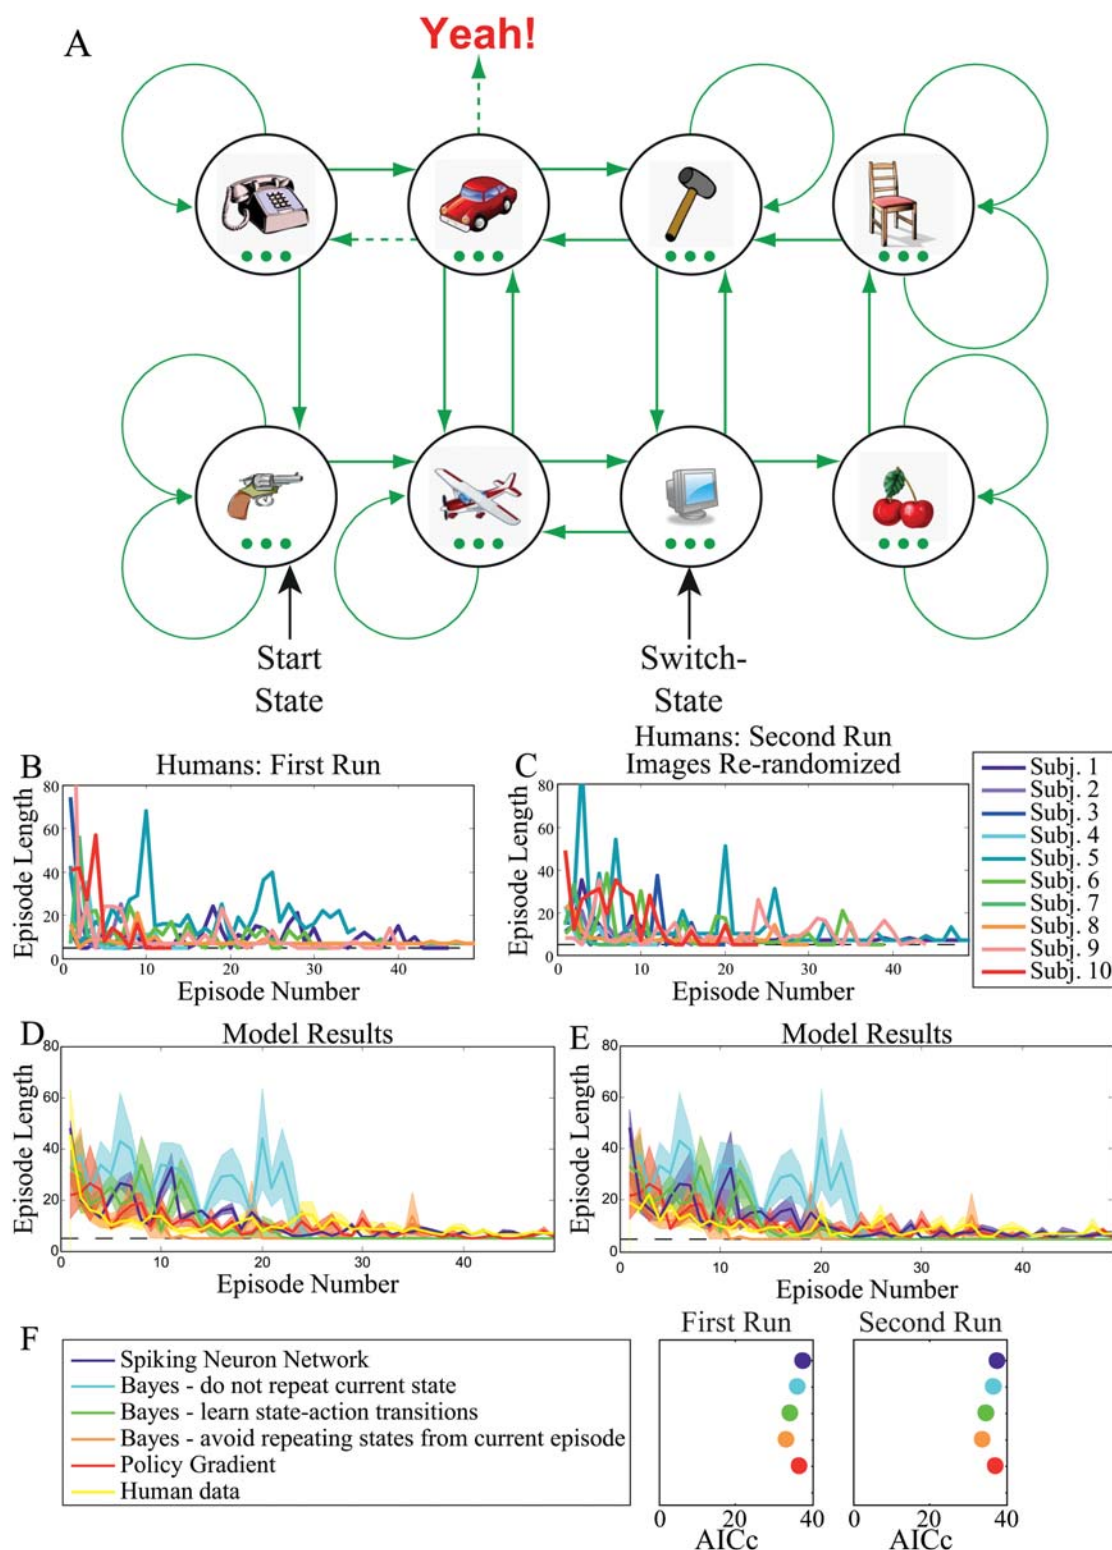 A
Yeah!
Start
State
Switch-
State
B
Humans: First Run
Episode Length
80
60
40
20
0
0
10
20
30
40
Episode Number
C
Humans: Second Run
Images Re-randomized
Episode Length
80
60
40
20
0
0
10
20
30
40
Episode Number
Subj. 1
Subj. 2
Subj. 3
Subj. 4
Subj. 5
Subj. 6
Subj. 7
Subj. 8
Subj. 9
Subj. 10
D
Model Results
Episode Length
80
60
40
20
0
0
10
20
30
40
Episode Number
E
Model Results
Episode Length
80
60
40
20
0
0
10
20
30
40
Episode Number
F
Spiking Neuron Network
Bayes - do not repeat current state
Bayes - learn state-action transitions
Bayes - avoid repeating states from current episode
Policy Gradient
Human data
First Run
0
20
40
AICc
Second Run
0
20
40
AICc